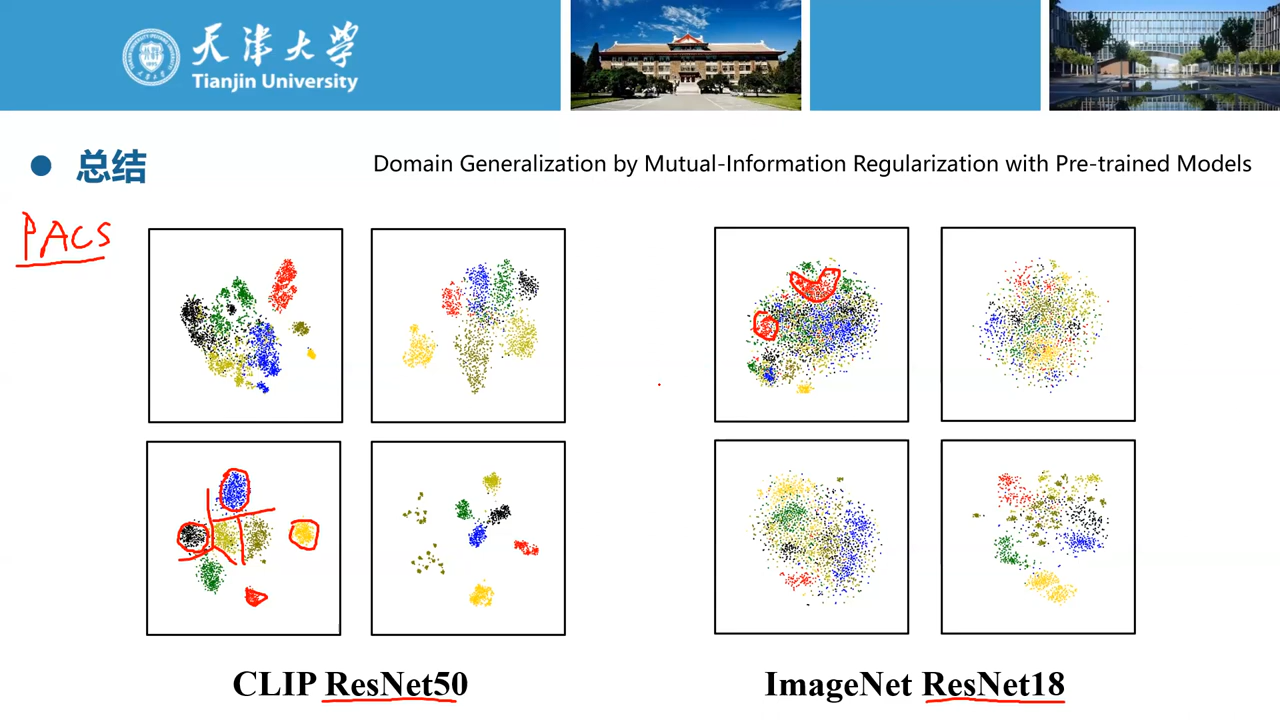 天津大学
Tianjin University
总结
Domain Generalization by Mutual-Information Regularization with Pre-trained Models
PACS
CLIP ResNet50
ImageNet ResNet18